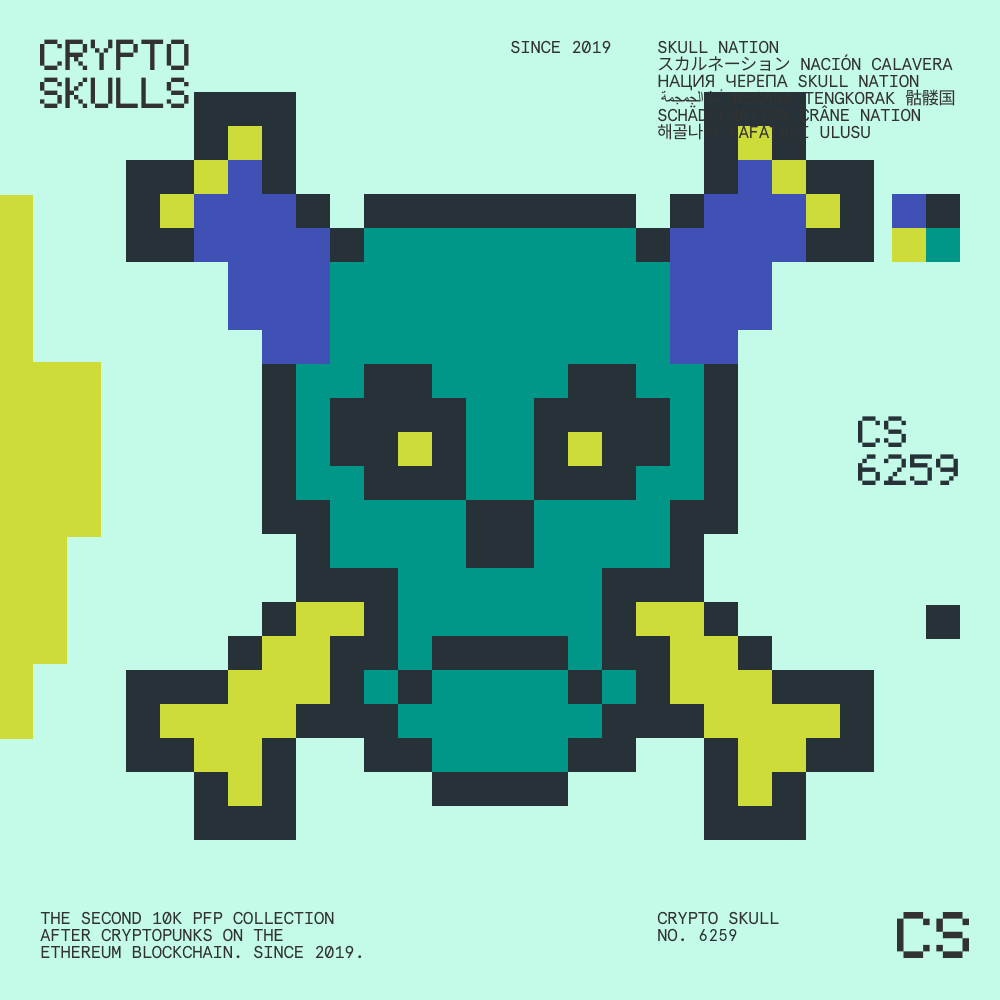 CRYPTO
SKULLS
SINCE 2019
SKULL NATION
スカルネーション NACIÓN CALAVERA
НАЦИЯ ЧЕРЕПА SKULL NATION
الجمجمة TENGKORAK 骷髅国
CRÂNE NATION
해골나 ULUSU
CS
6259
THE SECOND 10K PFP COLLECTION
AFTER CRYPTOPUNKS ON THE
ETHEREUM BLOCKCHAIN. SINCE 2019.
CRYPTO SKULL
NO. 6259
CS